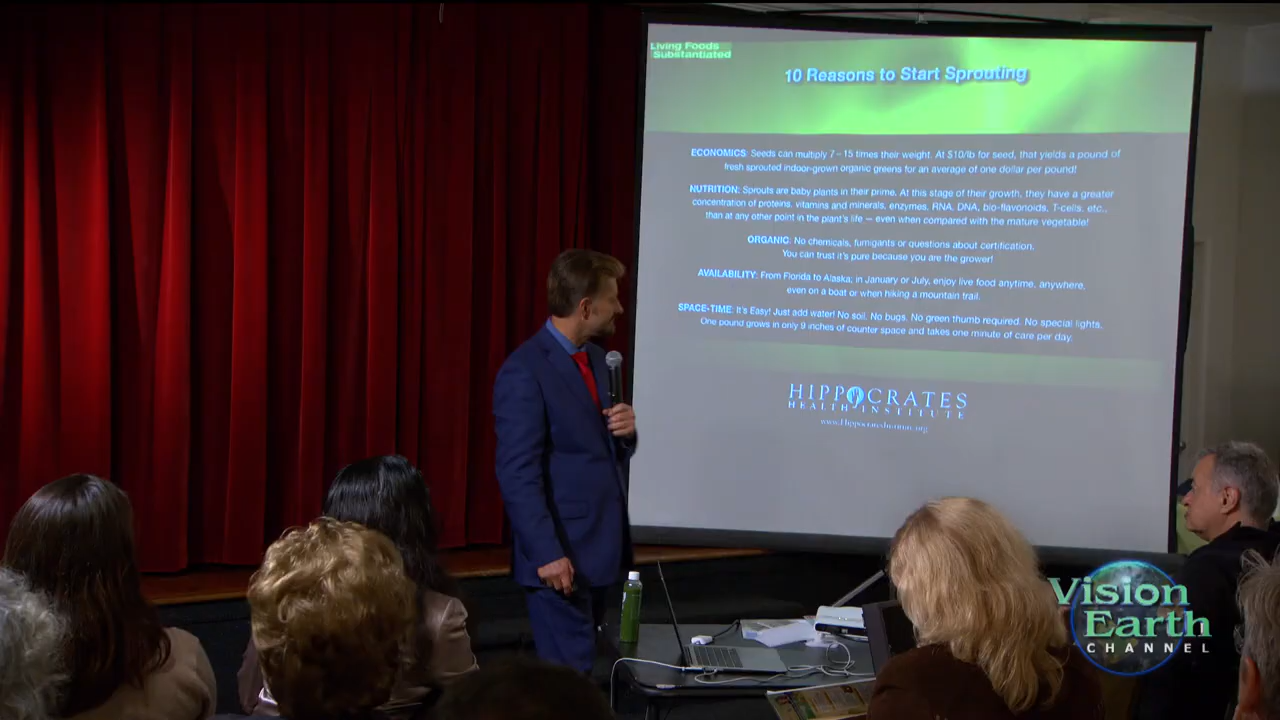 Living Foods
Substantiated
10 Reasons to Start Sprouting
ECONOMICS: Seeds can multiply 7 – 15 times their weight. At $10/lb for seed, that yields a pound of
fresh sprouted indoor-grown organic greens for an average of one dollar per pound!
NUTRITION: Sprouts are baby plants in their prime. At this stage of their growth, they have a greater
concentration of proteins, vitamins and minerals, enzymes, RNA, DNA, bio-flavonoids, T-cells, etc.,
than at any other point in the plant's life — even when compared with the mature vegetable!
ORGANIC: No chemicals, fumigants or questions about certification.
You can trust it's pure because you are the grower!
AVAILABILITY: From Florida to Alaska; in January or July, enjoy live food anytime, anywhere,
even on a boat or when hiking a mountain trail.
SPACE-TIME: It's Easy! Just add water! No soil. No bugs. No green thumb required. No special lights.
One pound grows in only 9 inches of counter space and takes one minute of care per day.
HIPPOCRATES
HEALTH INSTITUTE
Vision
Earth
CHANNEL